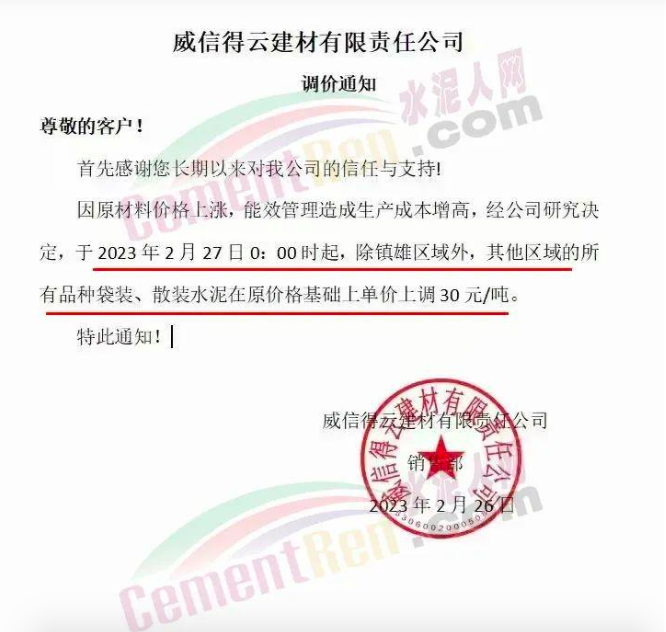 威信得云建材有限责任公司
调价通知
水泥人网
CementRen.com
尊敬的客户！
首先感谢您长期以来对我公司的信任与支持!
因原材料价格上涨，能效管理造成生产成本增高，经公司研究决
定，于 2023 年 2 月 27 日 0：00 时起，除镇雄区域外，其他区域的所
有品种袋装、散装水泥在原价格基础上单价上调 30 元/吨。
特此通知！
威信得云建材有限责任公司
销售部
2023 年 2 月 26 日
威信得云建材有限责任公司
水泥人网
CementRen.com